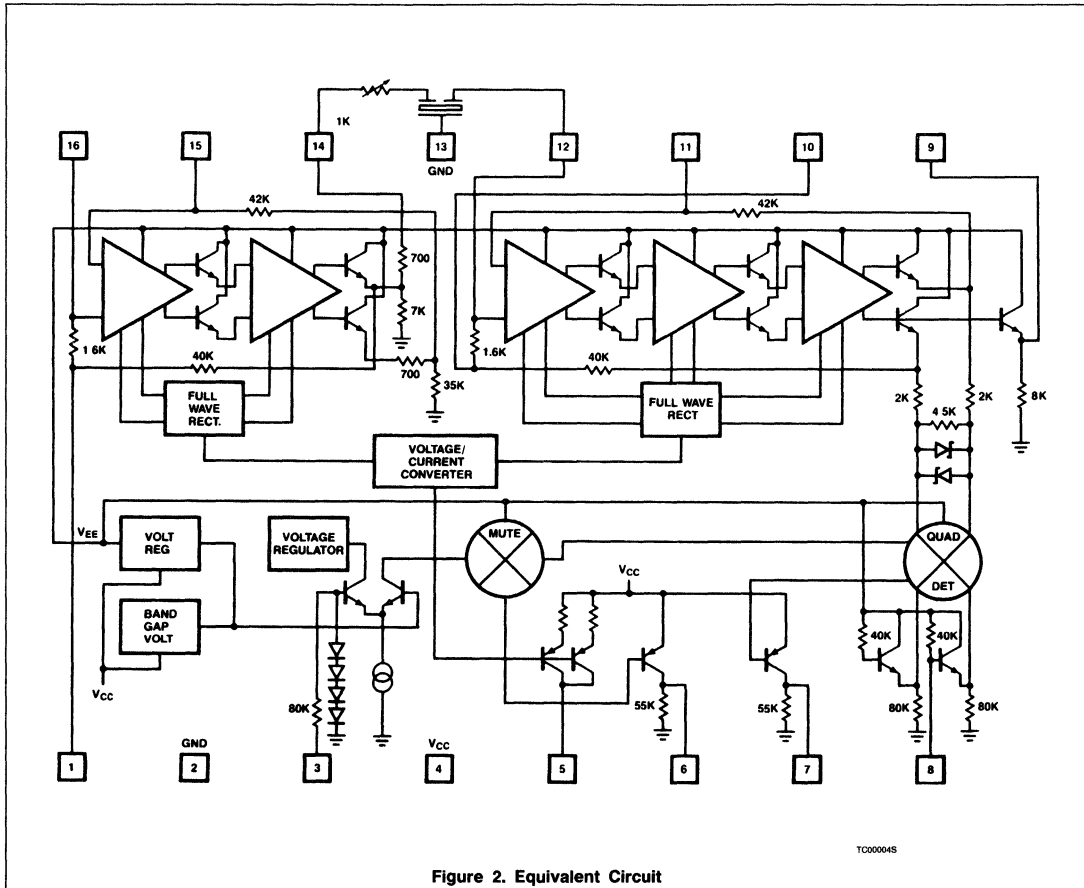 1K
16
15
14
13
12
11
10
9
GND
42K
42K
700
7K
1 6K
40K
700
35K
1.6K
40K
2K
2K
8K
4 5K
FULL
WAVE
RECT.
FULL WAVE
RECT
VOLTAGE/
CURRENT
CONVERTER
VEE
VOLT
REG
VOLTAGE
REGULATOR
MUTE
QUAD
DET
VCC
BAND
GAP
VOLT
VCC
40K
40K
80K
55K
55K
80K
80K
GND
VCC
1
2
3
4
5
6
7
8
TC00004S
Figure 2. Equivalent Circuit